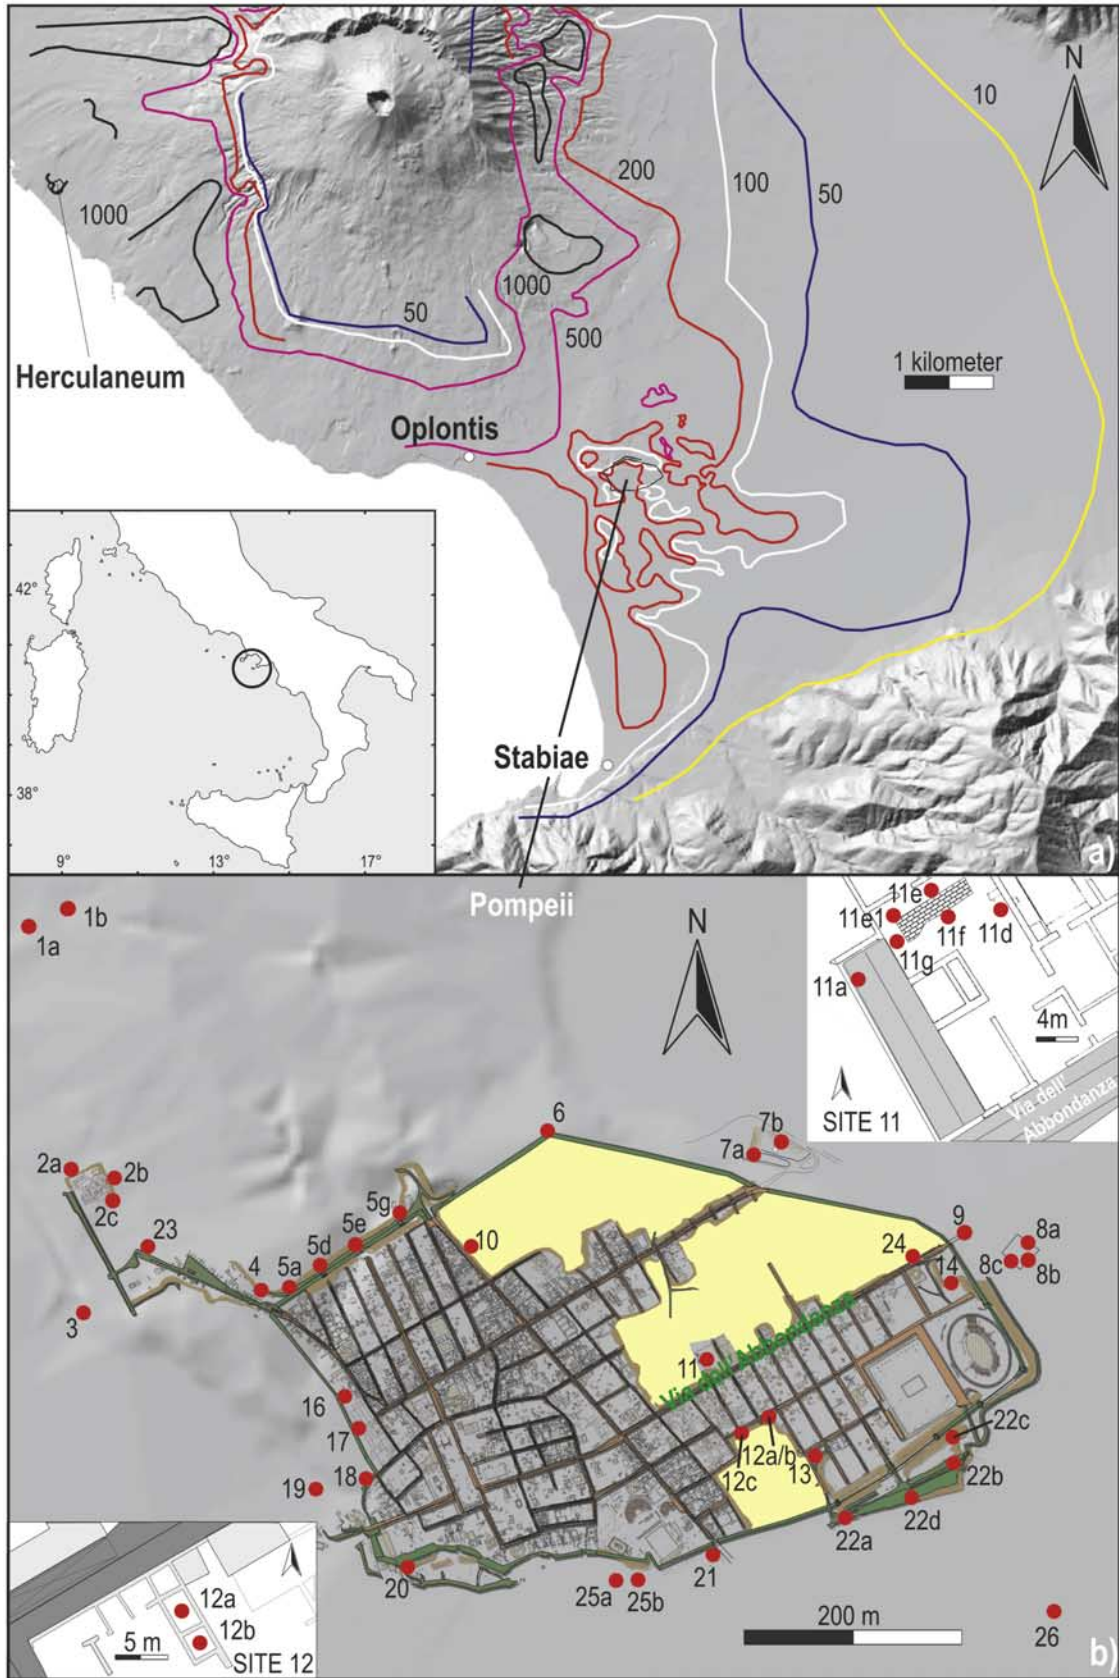 N
10
200
100
50
1000
1000
50
500
1 kilometer
Herculaneum
Oplontis
42°
38°
9°
13°
17°
Stabiae
a)
Pompeii
1b
1a
N
11e
11e1
11f
11d
11g
11a
4m
Via dell'
Abbondanza
SITE 11
6
7b
7a
2a
2b
2c
23
5g
5e
5d
5a
4
10
9
24
8a
8c
8b
14
3
11
Via dell'Abbondanza
16
17
18
19
12a/b
12c
13
22c
22b
22d
22a
20
21
25a
25b
12a
12b
5 m
SITE 12
200 m
26
b)